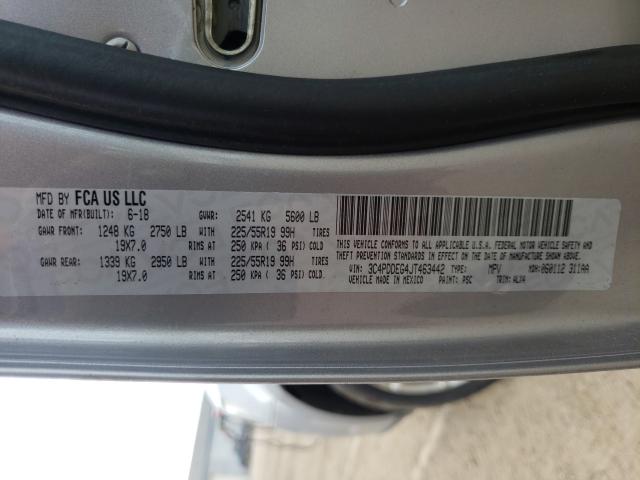 MFD BY FCA US LLC
DATE OF MFR(BUILT): 6-18 GVWR: 2541 KG 5600 LB
GAWR FRONT: 1248 KG 2750 LB WITH 225/55R19 99H TIRES
19X7.0 RIMS AT 250 KPA ( 36 PSI) COLD
GAWR REAR: 1339 KG 2950 LB WITH 225/55R19 99H TIRES
19X7.0 RIMS AT 250 KPA ( 36 PSI) COLD
THIS VEHICLE CONFORMS TO ALL APPLICABLE U.S.A. FEDERAL MOTOR VEHICLE SAFETY AND
THEFT PREVENTION STANDARDS IN EFFECT ON THE DATE OF MANUFACTURE SHOWN ABOVE.
VIN: 3C4PDDEG4JT463442 TYPE: MPV MDH: 060112 311AA
VEHICLE MADE IN MEXICO PAINT: PSC TRIM: ALX9